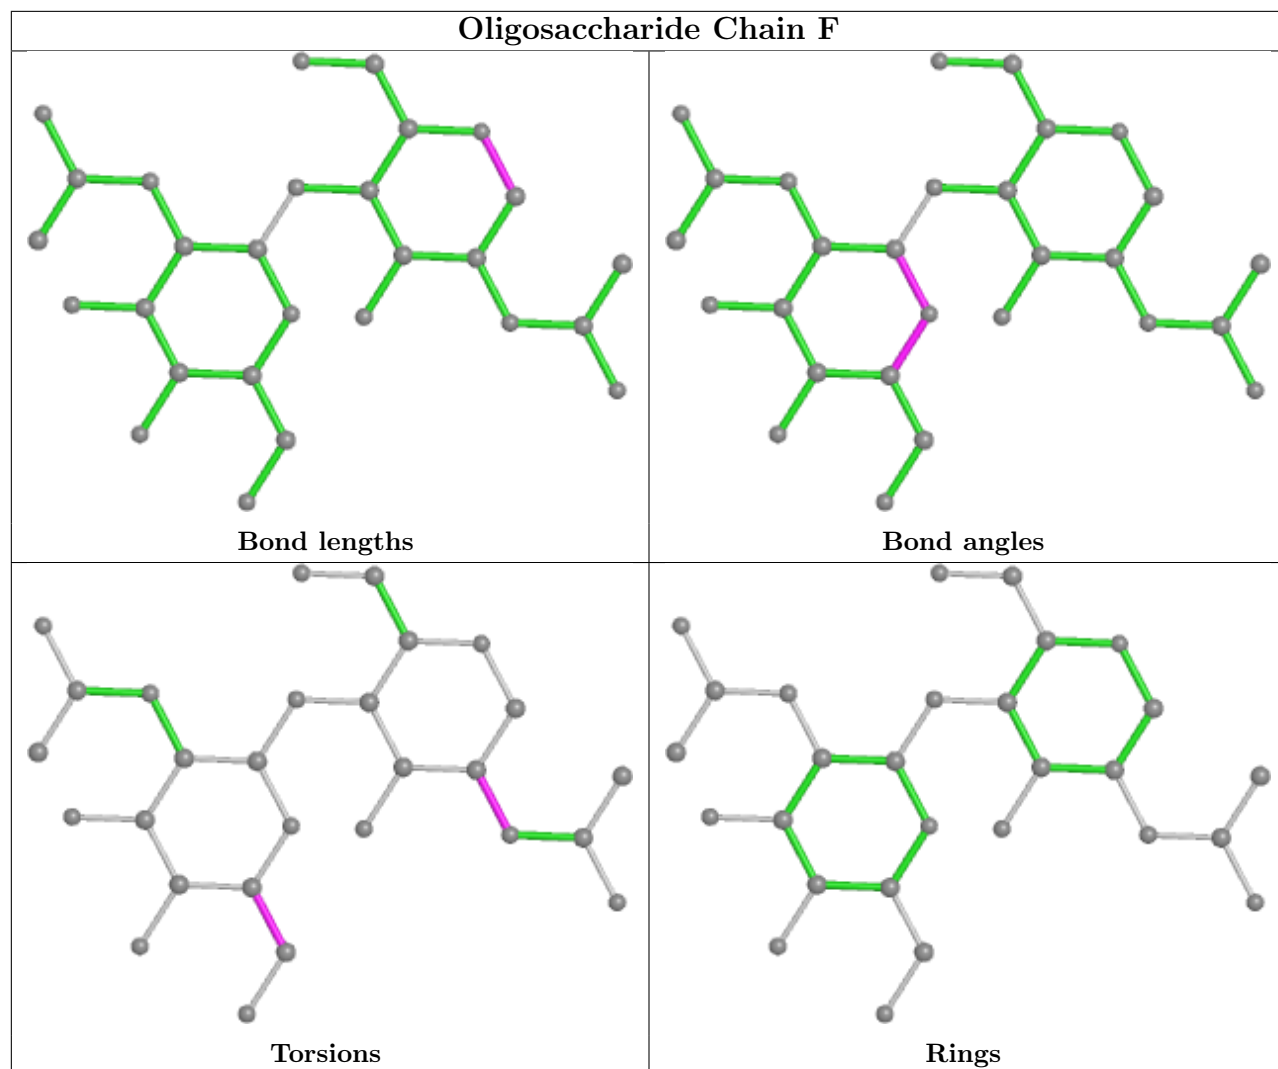 Oligosaccharide Chain F
Bond lengths
Bond angles
Torsions
Rings